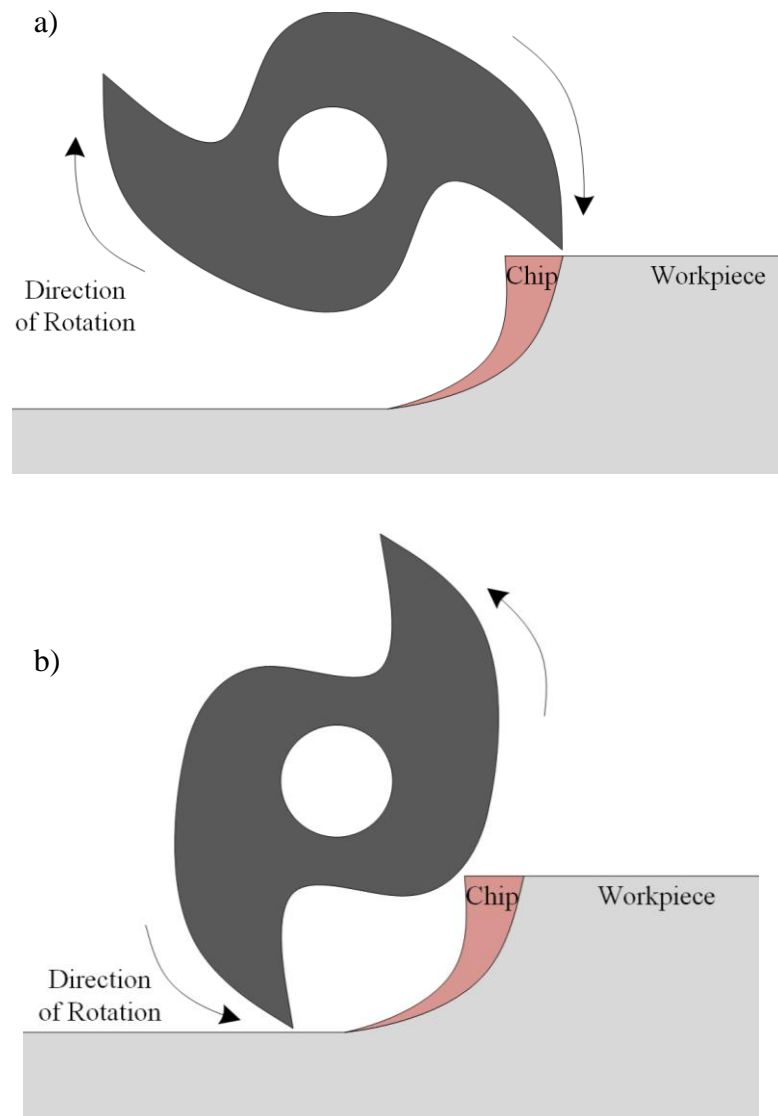 a)
Chip
Workpiece
Direction
of Rotation
b)
Chip
Workpiece
Direction
of Rotation